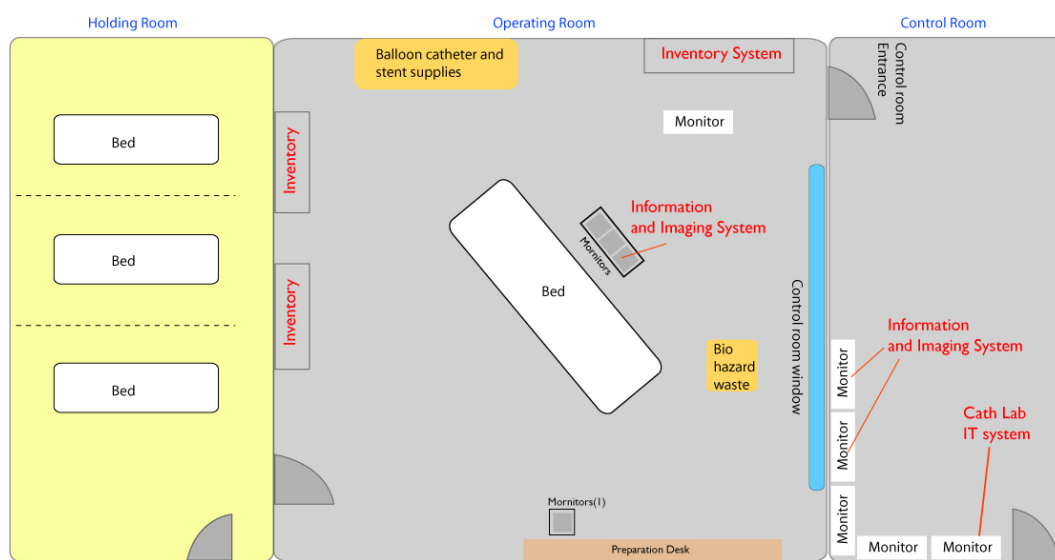 Holding Room
Operating Room
Control Room
Balloon catheter and
stent supplies
Inventory System
Control room
Entrance
Monitor
Bed
Inventory
Information
and Imaging System
Mornitors
Bed
Bed
Inventory
Control room window
Information
and Imaging System
Bio
hazard
waste
Monitor
Bed
Cath Lab
IT system
Monitor
Mornitors(1)
Monitor
Monitor
Monitor
Preparation Desk